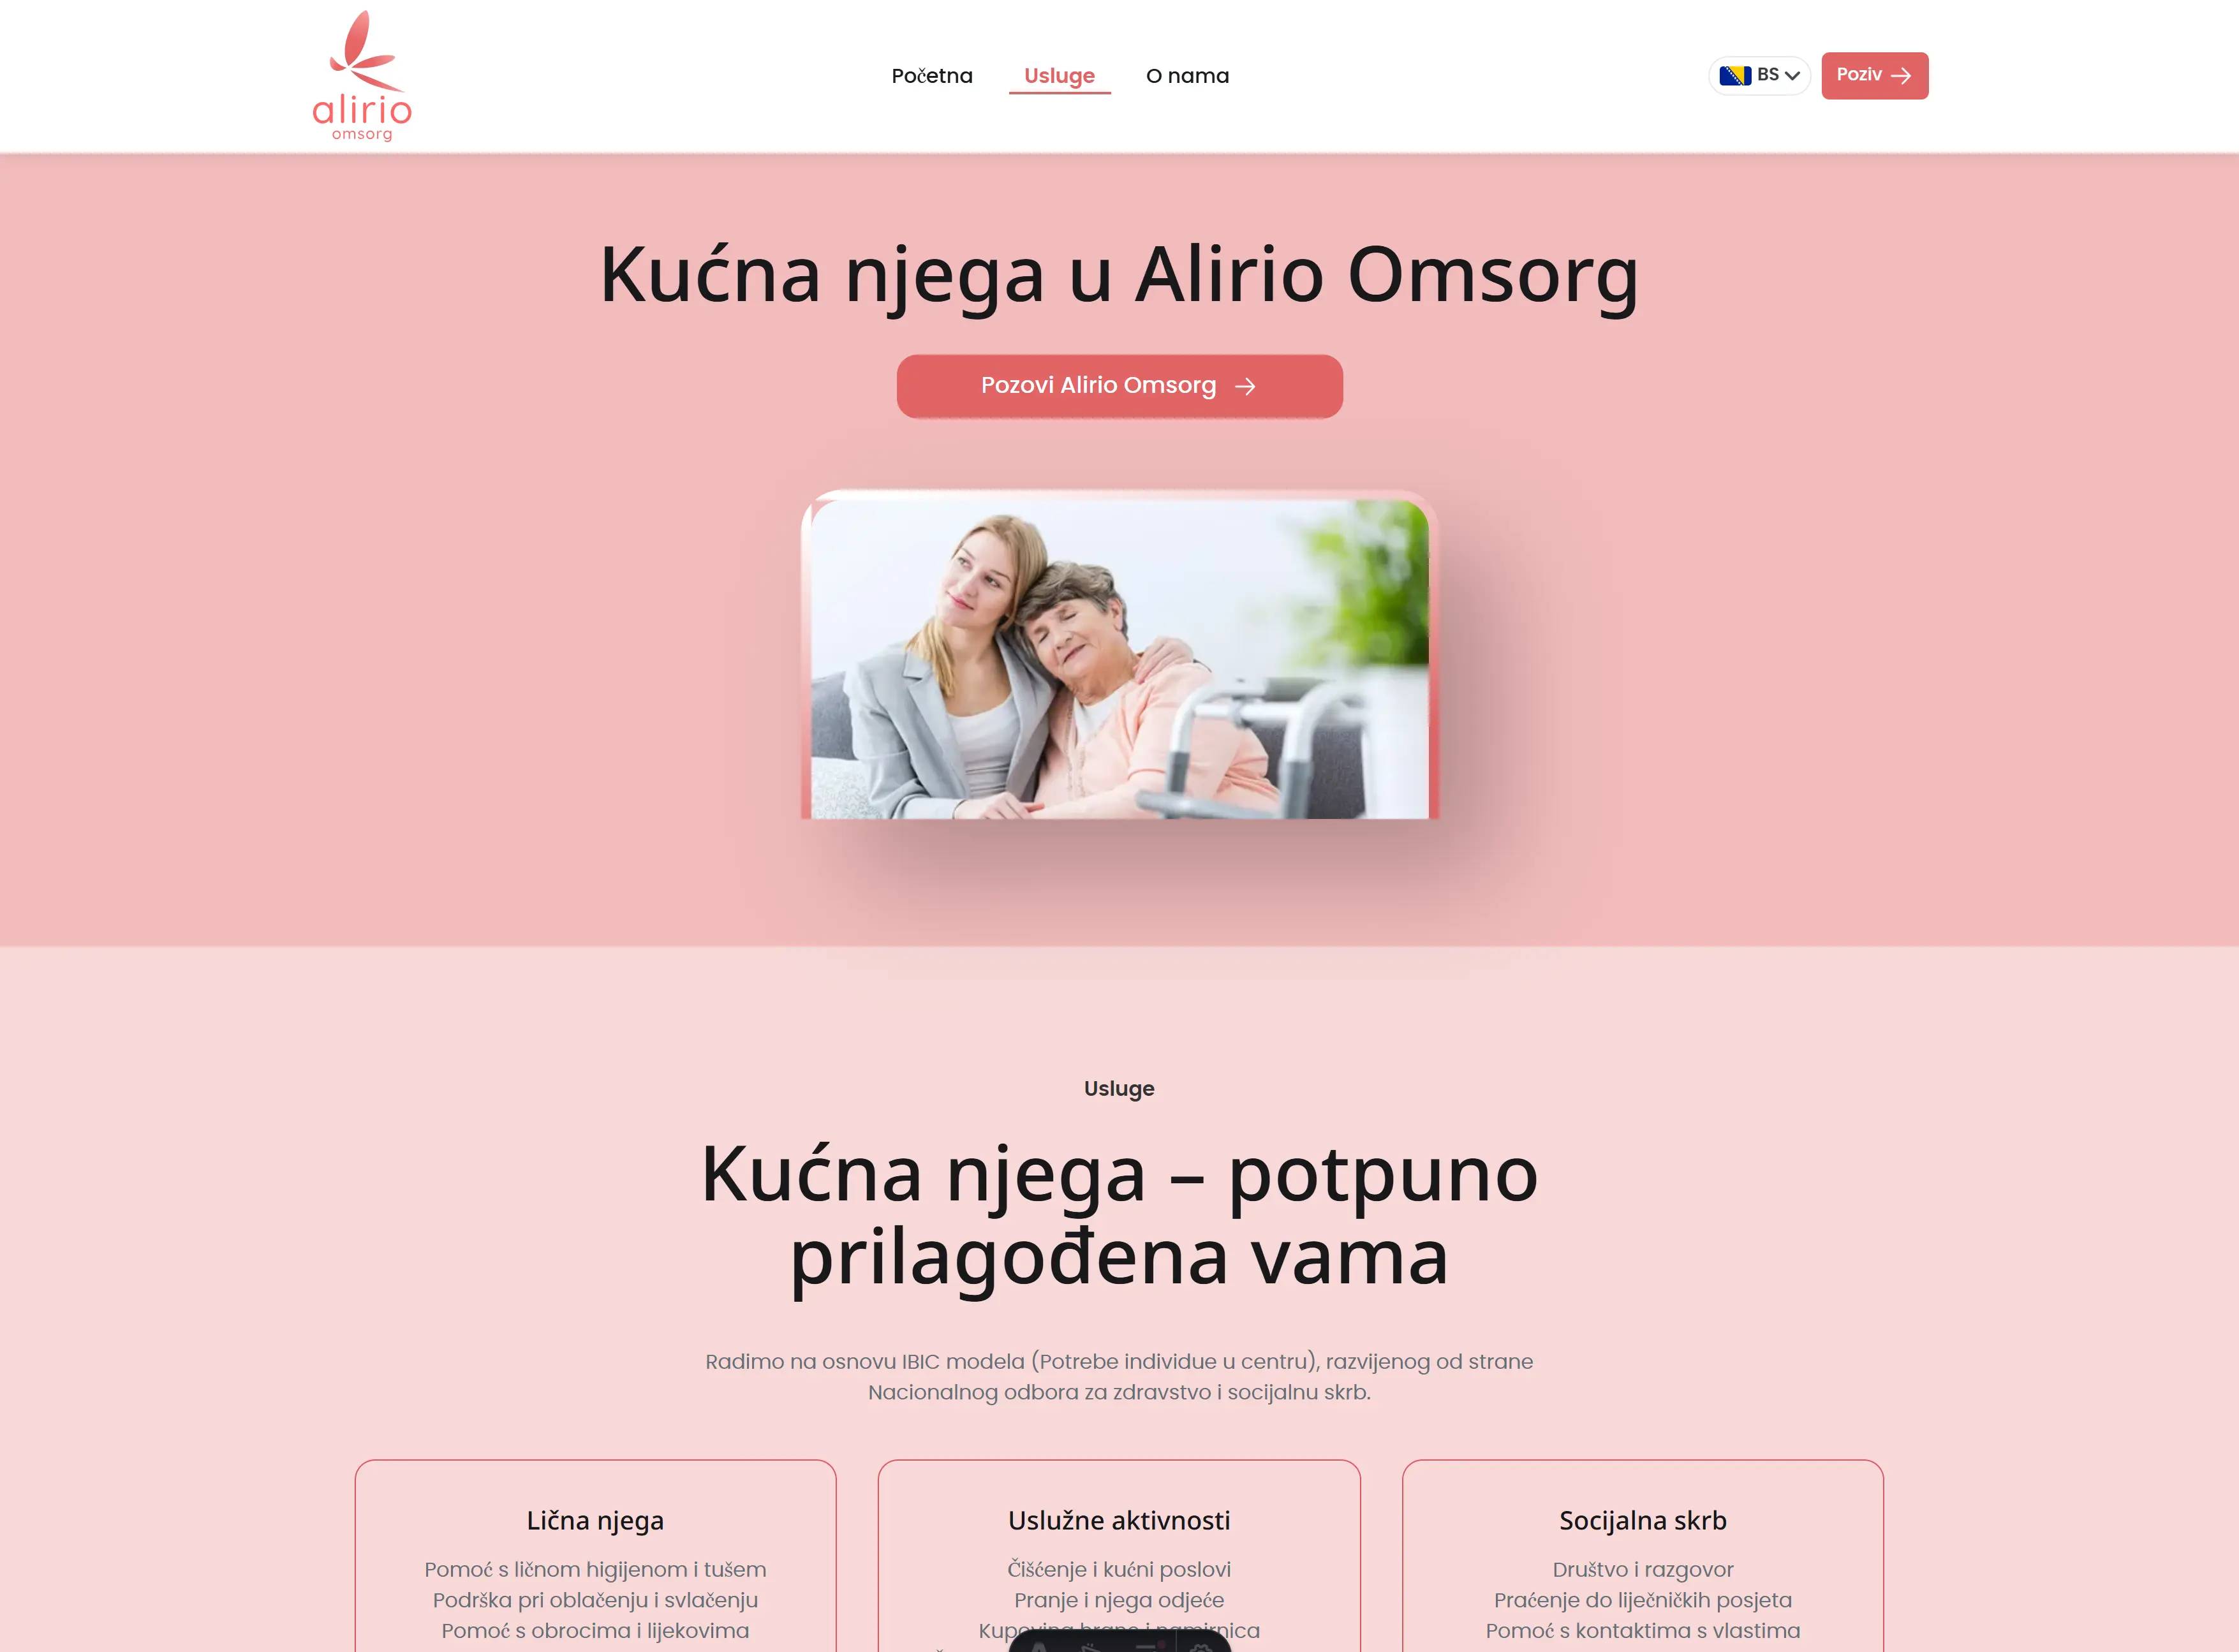 alirio
omsorg
Početna
Usluge
O nama
BS
Poziv
Kućna njega u Alirio Omsorg
Pozovi Alirio Omsorg
Usluge
Kućna njega – potpuno
prilagođena vama
Radimo na osnovu IBIC modela (Potrebe individue u centru), razvijenog od strane
Nacionalnog odbora za zdravstvo i socijalnu skrb.
Lična njega
Pomoć s ličnom higijenom i tušem
Podrška pri oblačenju i svlačenju
Pomoć s obrocima i lijekovima
Uslužne aktivnosti
Čišćenje i kućni poslovi
Pranje i njega odjeće
Kupovina hrane i namirnica
Socijalna skrb
Društvo i razgovor
Praćenje do liječničkih posjeta
Pomoć s kontaktima s vlastima